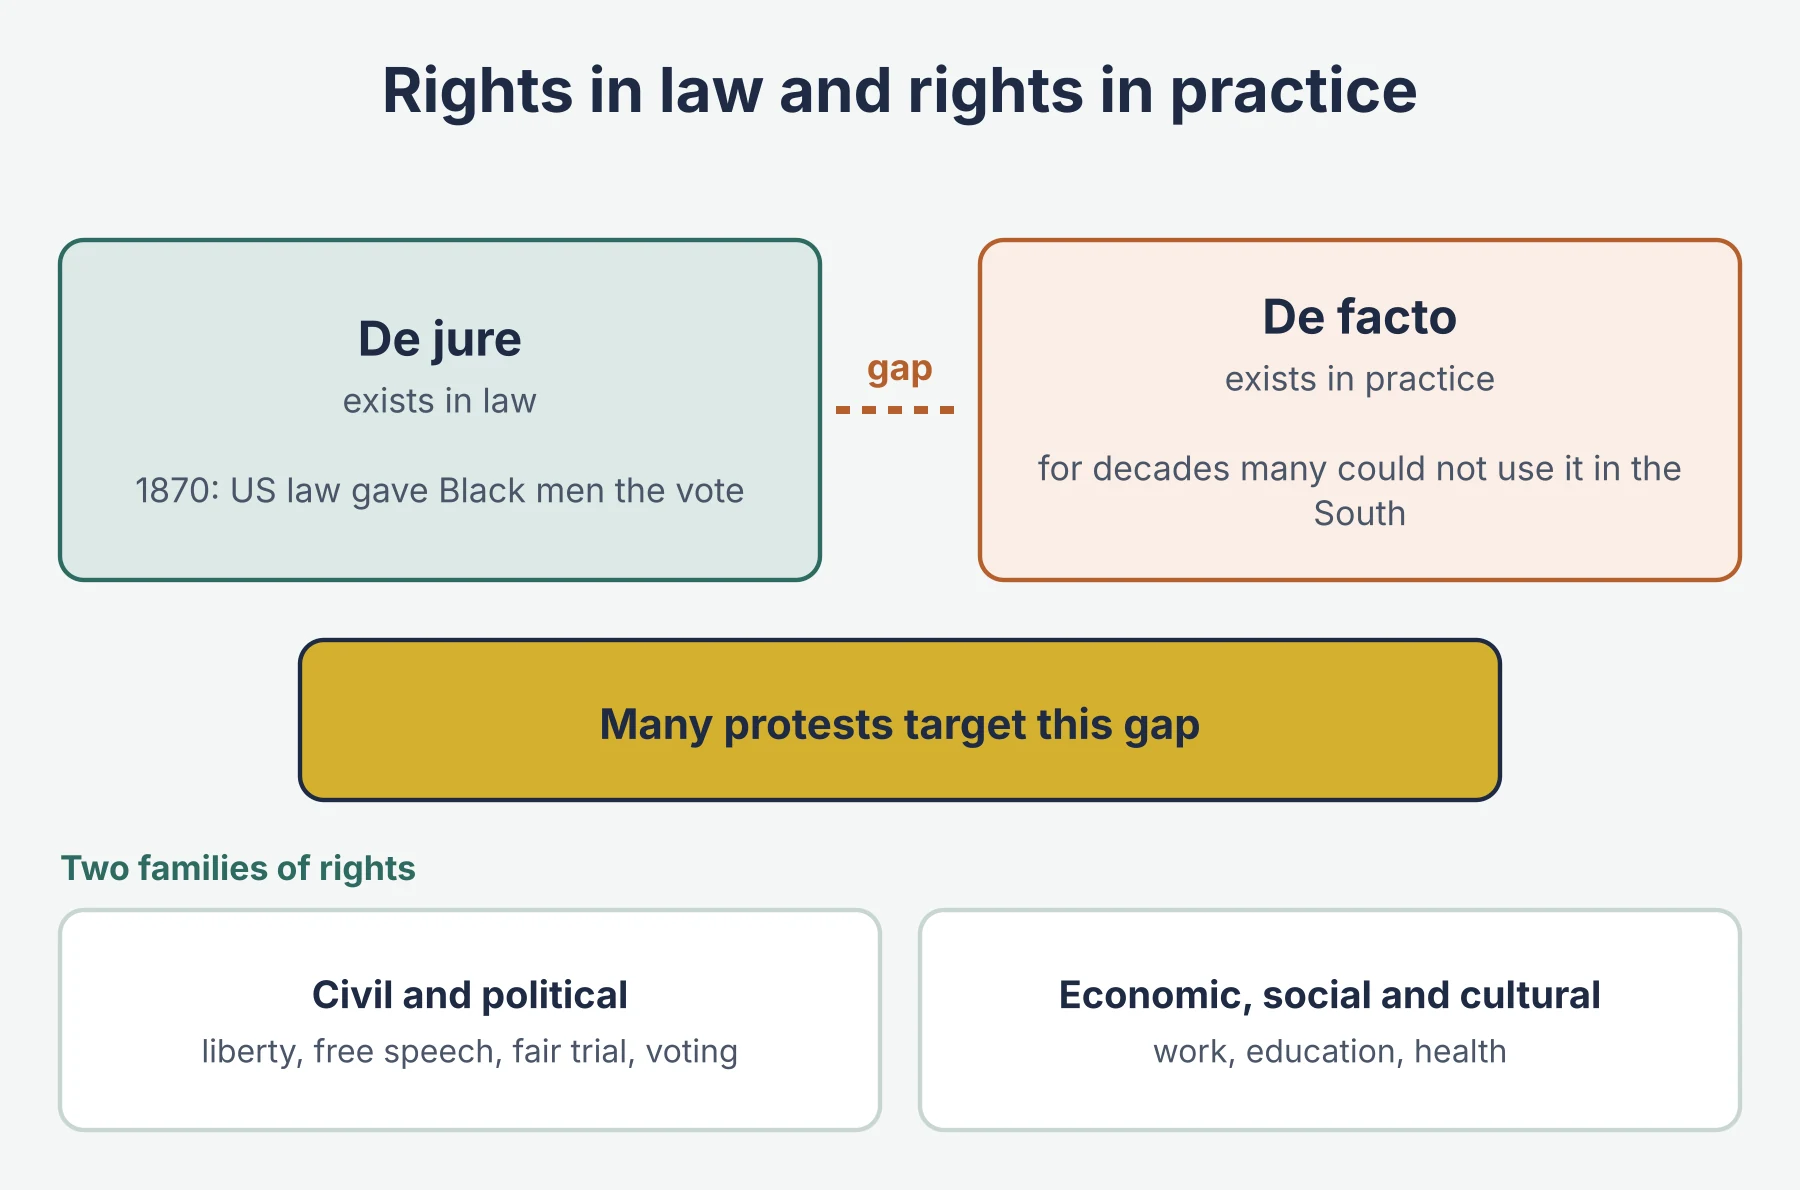 Rights in law and rights in practice
De jure
exists in law
1870: US law gave Black men the vote
gap
De facto
exists in practice
for decades many could not use it in the
South
Many protests target this gap
Two families of rights
Civil and political
liberty, free speech, fair trial, voting
Economic, social and cultural
work, education, health